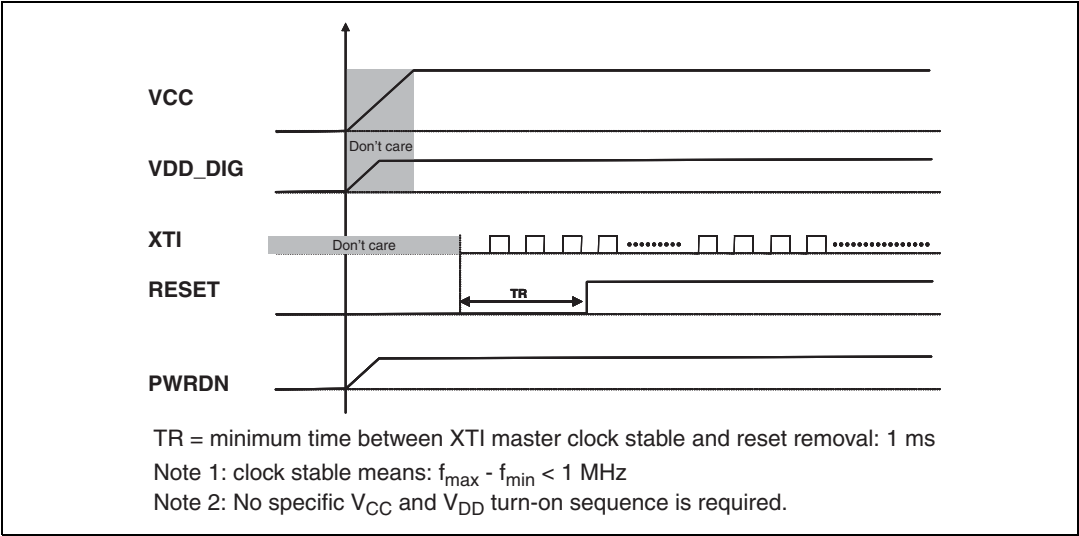 VCC
Don't care
VDD_DIG
XTI
Don't care
RESET
TR
PWRDN
TR = minimum time between XTI master clock stable and reset removal: 1 ms
Note 1: clock stable means: fmax - fmin < 1 MHz
Note 2: No specific VCC and VDD turn-on sequence is required.